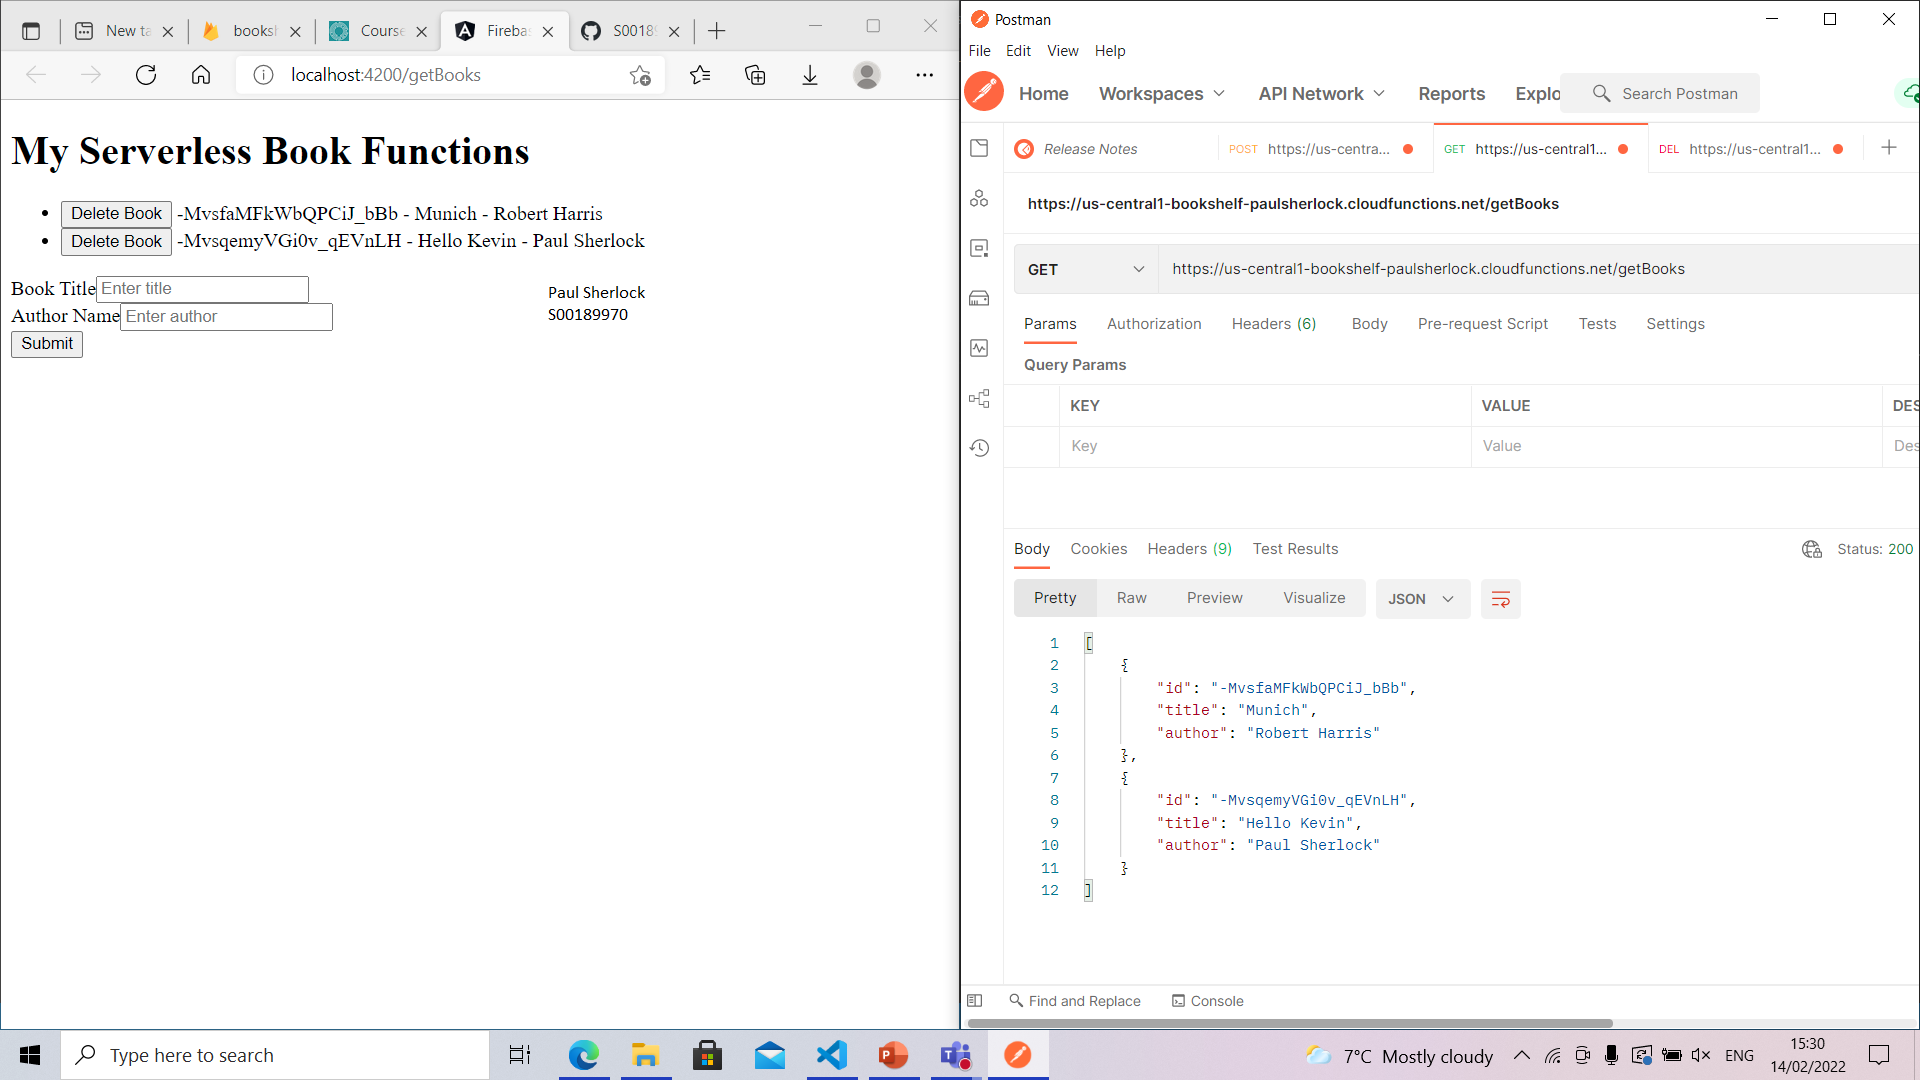 New ta
booksl
Course
Firebas
S00189
localhost:4200/getBooks
My Serverless Book Functions
Delete Book -MvsfaMFkWbQPCiJ_bBb - Munich - Robert Harris
Delete Book -MvsqemyVGi0v_qEVnLH - Hello Kevin - Paul Sherlock
Book Title Enter title
Author Name Enter author
Submit
Paul Sherlock
S00189970
Postman
File Edit View Help
Home Workspaces API Network Reports Explo Search Postman
Release Notes POST https://us-centra... GET https://us-central1... DEL https://us-central1...
https://us-central1-bookshelf-paulsherlock.cloudfunctions.net/getBooks
GET https://us-central1-bookshelf-paulsherlock.cloudfunctions.net/getBooks
Params Authorization Headers (6) Body Pre-request Script Tests Settings
Query Params
KEY VALUE DES
Key Value Des
Body Cookies Headers (9) Test Results Status: 200
Pretty Raw Preview Visualize JSON
1 [
2 {
3 "id": "-MvsfaMFkWbQPCiJ_bBb",
4 "title": "Munich",
5 "author": "Robert Harris"
6 },
7 {
8 "id": "-MvsqemyVGi0v_qEVnLH",
9 "title": "Hello Kevin",
10 "author": "Paul Sherlock"
11 }
12 ]
Find and Replace Console
Type here to search
7°C Mostly cloudy
ENG
15:30
14/02/2022